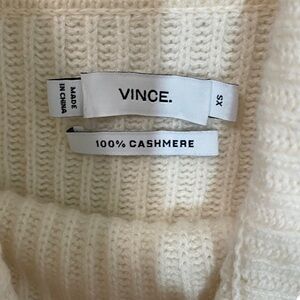 MADE
IN CHINA
VINCE.
XS
100% CASHMERE